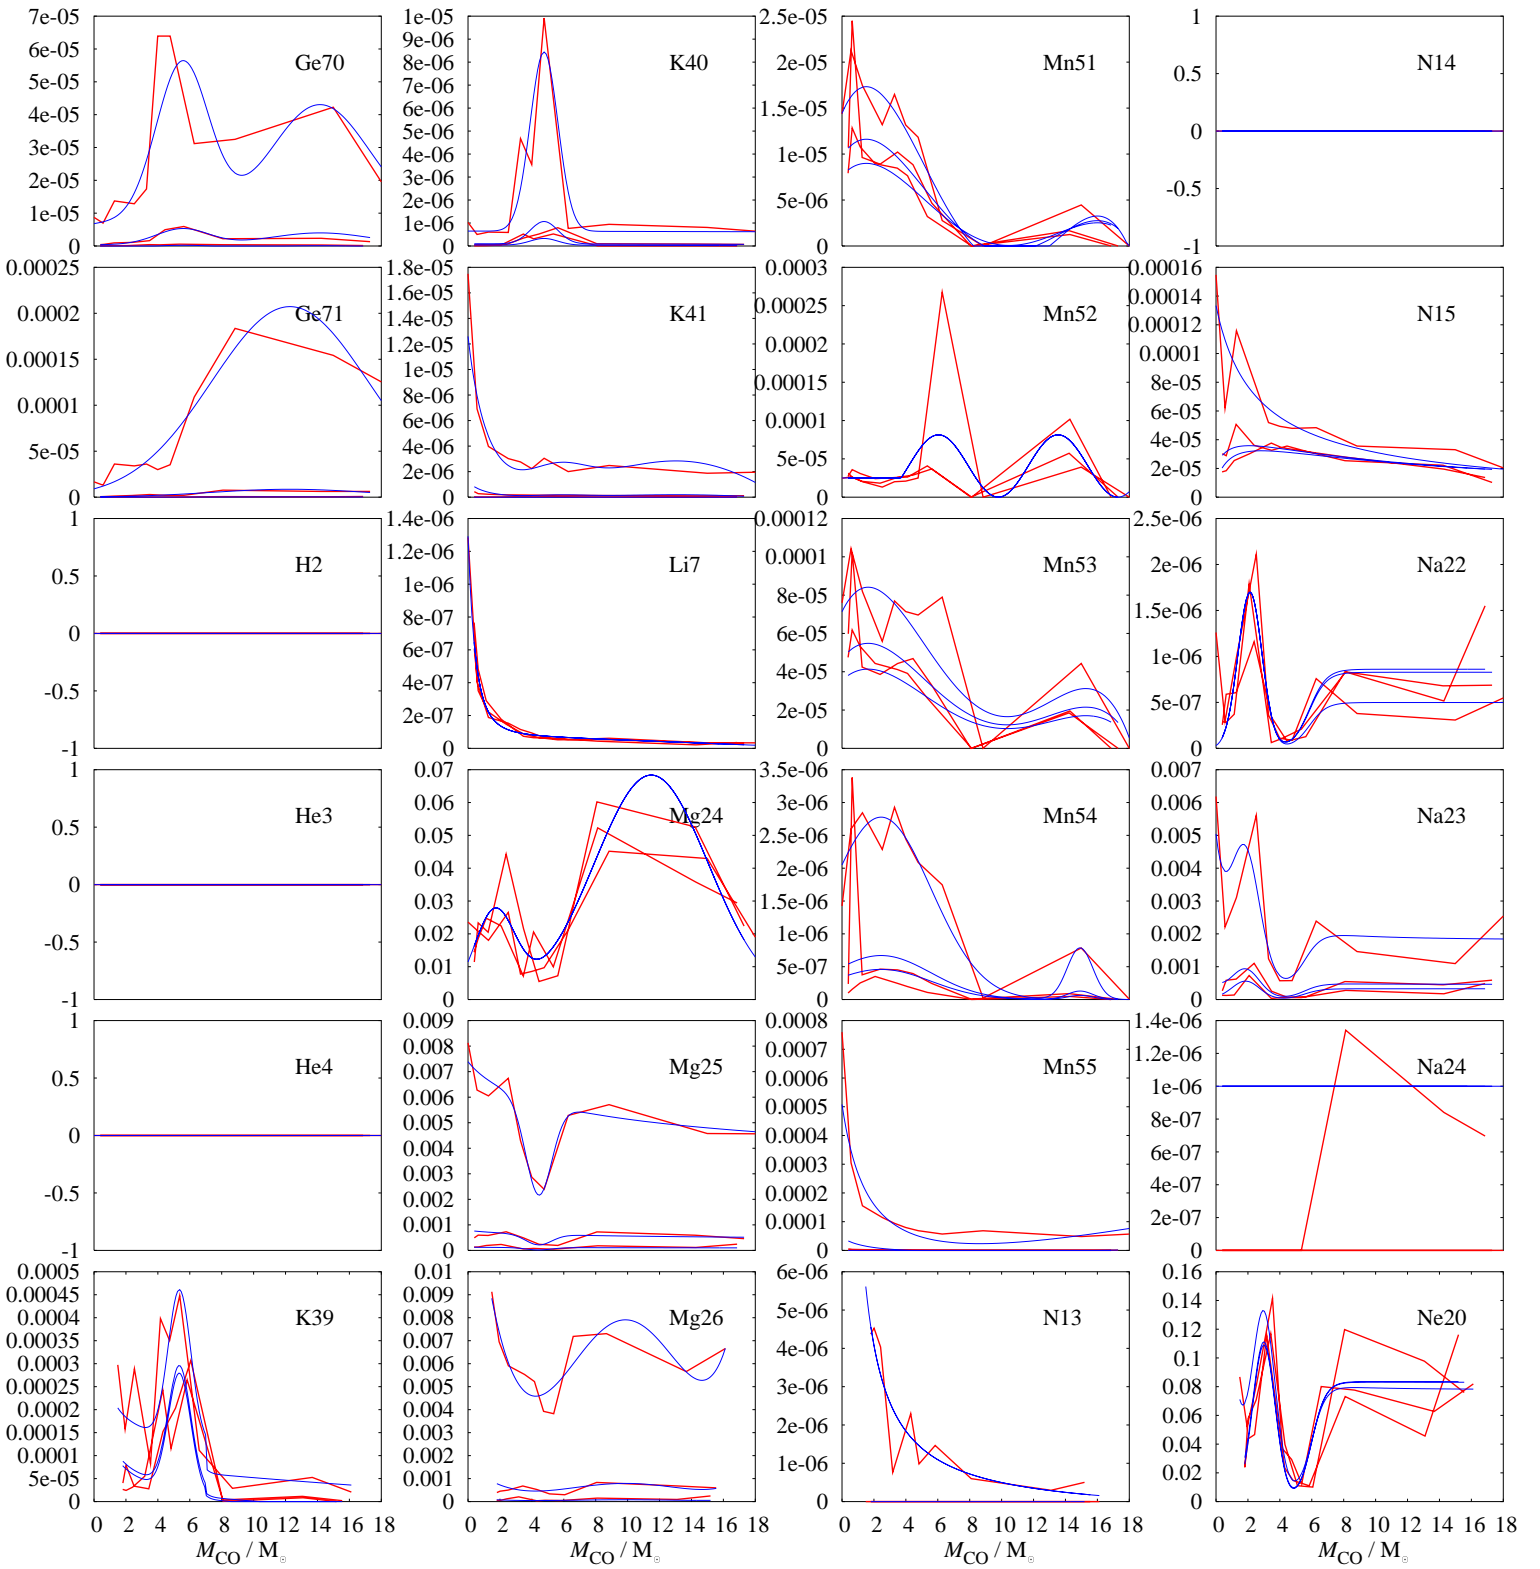 7e-05
6e-05
5e-05
4e-05
3e-05
2e-05
1e-05
0
Ge70
1e-05
9e-06
8e-06
7e-06
6e-06
5e-06
4e-06
3e-06
2e-06
1e-06
0
K40
2.5e-05
2e-05
1.5e-05
1e-05
5e-06
0
Mn51
1
0.5
0
-0.5
-1
N14
0.00025
0.0002
0.00015
0.0001
5e-05
0
Ge71
1.8e-05
1.6e-05
1.4e-05
1.2e-05
1e-05
8e-06
6e-06
4e-06
2e-06
0
K41
0.0003
0.00025
0.0002
0.00015
0.0001
5e-05
0
Mn52
0.00016
0.00014
0.00012
0.0001
8e-05
6e-05
4e-05
2e-05
0
N15
1
0.5
0
-0.5
-1
H2
1.4e-06
1.2e-06
1e-06
8e-07
6e-07
4e-07
2e-07
0
Li7
0.00012
0.0001
8e-05
6e-05
4e-05
2e-05
0
Mn53
2.5e-06
2e-06
1.5e-06
1e-06
5e-07
0
Na22
1
0.5
0
-0.5
-1
He3
0.07
0.06
0.05
0.04
0.03
0.02
0.01
0
Mg24
3.5e-06
3e-06
2.5e-06
2e-06
1.5e-06
1e-06
5e-07
0
Mn54
0.007
0.006
0.005
0.004
0.003
0.002
0.001
0
Na23
1
0.5
0
-0.5
-1
He4
0.009
0.008
0.007
0.006
0.005
0.004
0.003
0.002
0.001
0
Mg25
0.0008
0.0007
0.0006
0.0005
0.0004
0.0003
0.0002
0.0001
0
Mn55
1.4e-06
1.2e-06
1e-06
8e-07
6e-07
4e-07
2e-07
0
Na24
0.0005
0.00045
0.0004
0.00035
0.0003
0.00025
0.0002
0.00015
0.0001
5e-05
0
K39
0 2 4 6 8 10 12 14 16 18
M_CO / M_☉
0.01
0.009
0.008
0.007
0.006
0.005
0.004
0.003
0.002
0.001
0
Mg26
0 2 4 6 8 10 12 14 16 18
M_CO / M_☉
6e-06
5e-06
4e-06
3e-06
2e-06
1e-06
0
N13
0 2 4 6 8 10 12 14 16 18
M_CO / M_☉
0.16
0.14
0.12
0.1
0.08
0.06
0.04
0.02
0
Ne20
0 2 4 6 8 10 12 14 16 18
M_CO / M_☉